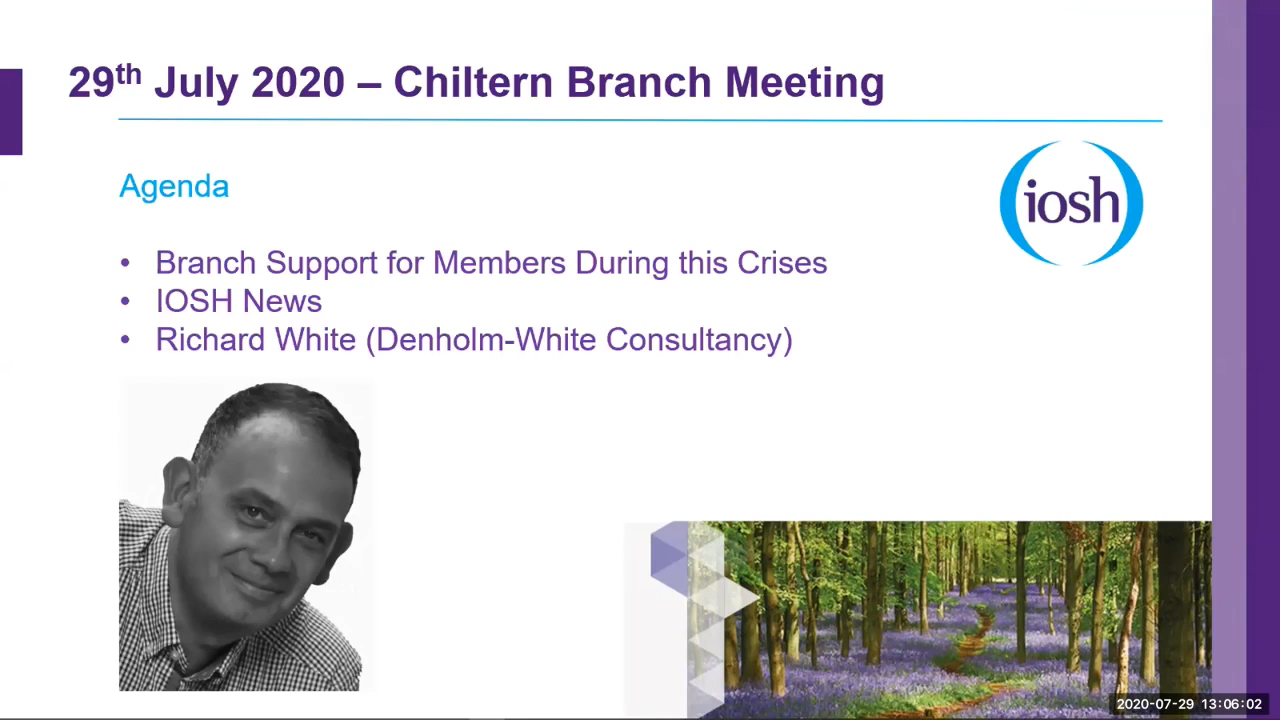 29th July 2020 – Chiltern Branch Meeting
Agenda
iosh
• Branch Support for Members During this Crises
• IOSH News
• Richard White (Denholm-White Consultancy)
2020-07-29 13:06:02